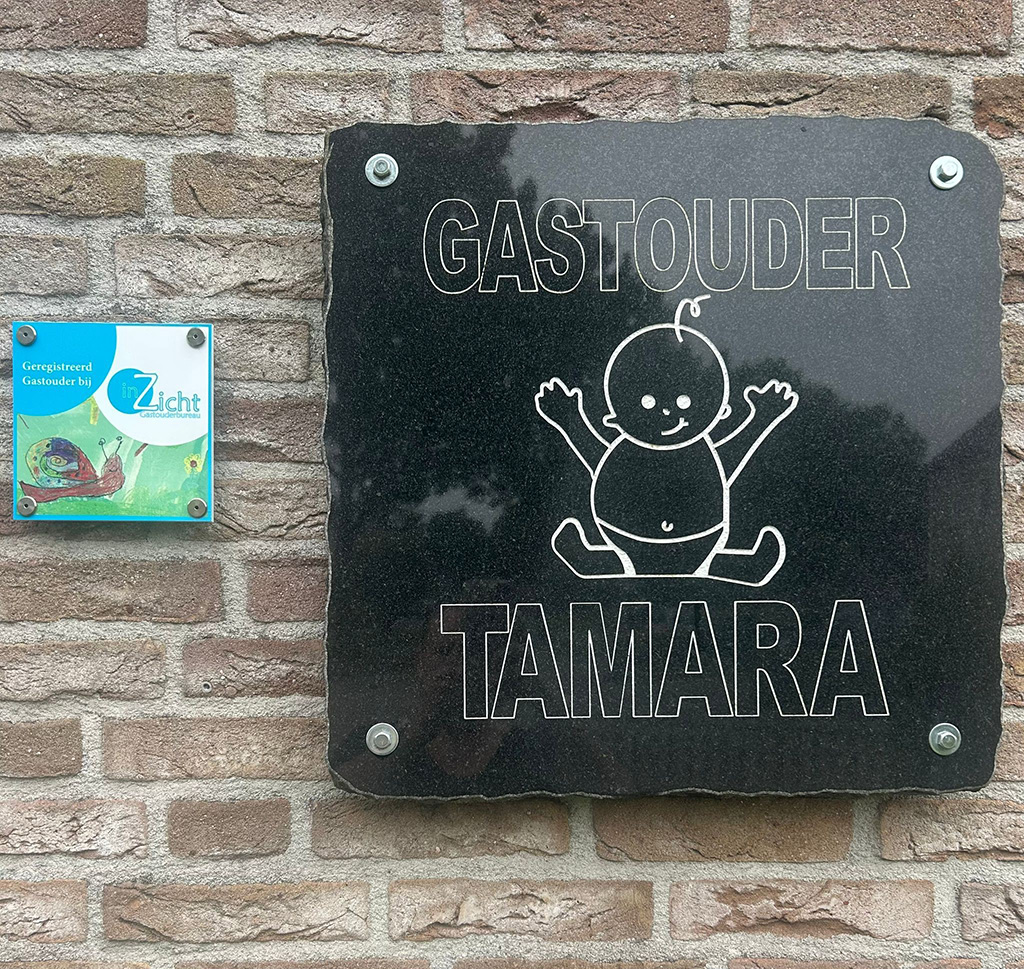 Geregistreerd
Gastouder bij
inZicht
Gastouderbureau
GASTOUDER
TAMARA